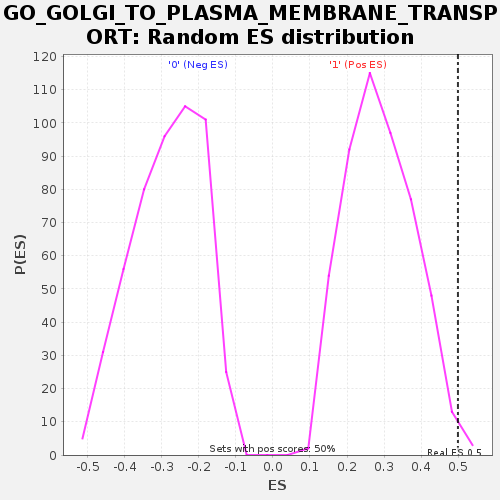 GO_GOLGI_TO_PLASMA_MEMBRANE_TRANSP
ORT: Random ES distribution
'0' (Neg ES)
'1' (Pos ES)
120
110
100
90
80
70
60
50
40
30
20
10
0
P(ES)
Sets with pos scores: 50%
Real ES 0.5
-0.5 -0.4 -0.3 -0.2 -0.1 0.0 0.1 0.2 0.3 0.4 0.5
ES